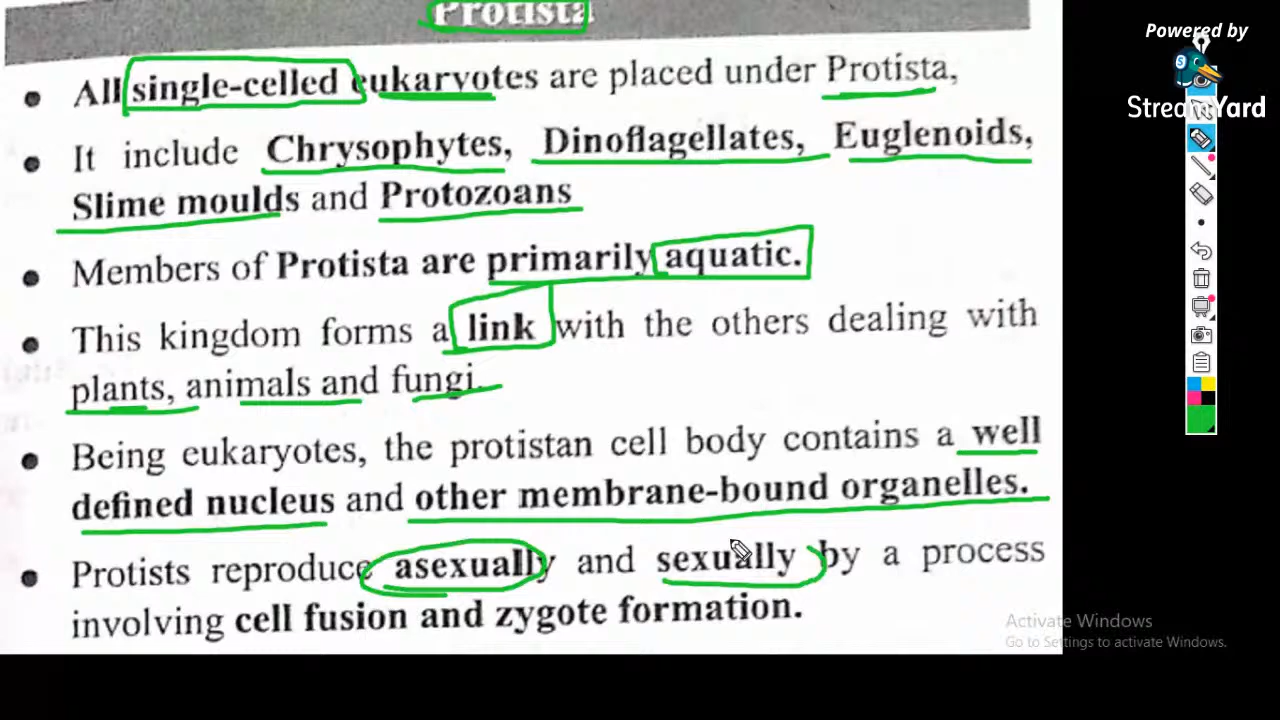 Protista
• All single-celled eukaryotes are placed under Protista,
• It include Chrysophytes, Dinoflagellates, Euglenoids,
Slime moulds and Protozoans
• Members of Protista are primarily aquatic.
• This kingdom forms a link with the others dealing with
plants, animals and fungi.
• Being eukaryotes, the protistan cell body contains a well
defined nucleus and other membrane-bound organelles.
• Protists reproduce asexually and sexually by a process
involving cell fusion and zygote formation.
Powered by
StreamYard
Activate Windows
Go to Settings to activate Windows.